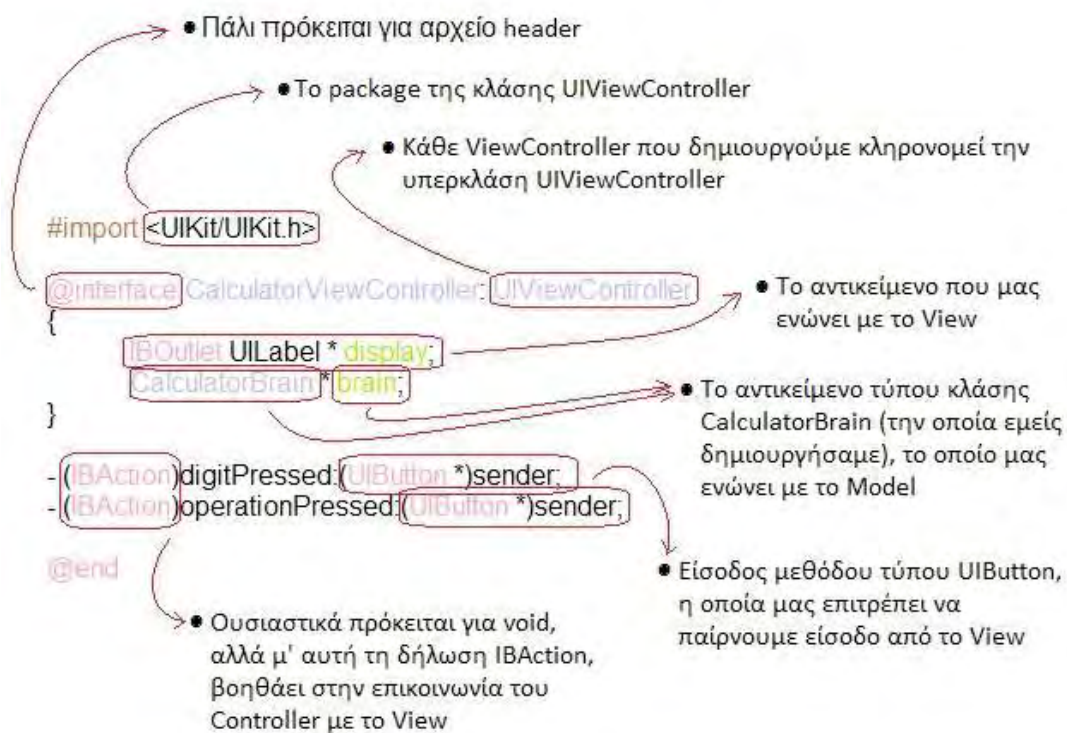 ● Πάλι πρόκειται για αρχείο header
● Το package της κλάσης UIViewController
● Κάθε ViewController που δημιουργούμε κληρονομεί την
υπερκλάση UIViewController
#import <UIKit/UIKit.h>
@interface CalculatorViewController: UIViewController
{
IBOutlet UILabel * display;
CalculatorBrain * brain;
}
- (IBAction)digitPressed:(UIButton *)sender;
- (IBAction)operationPressed:(UIButton *)sender;
@end
● Το αντικείμενο που μας
ενώνει με το View
● Το αντικείμενο τύπου κλάσης
CalculatorBrain (την οποία εμείς
δημιουργήσαμε), το οποίο μας
ενώνει με το Model
● Είσοδος μεθόδου τύπου UIButton,
η οποία μας επιτρέπει να
παίρνουμε είσοδο από το View
● Ουσιαστικά πρόκειται για void,
αλλά μ' αυτή τη δήλωση IBAction,
βοηθάει στην επικοινωνία του
Controller με το View